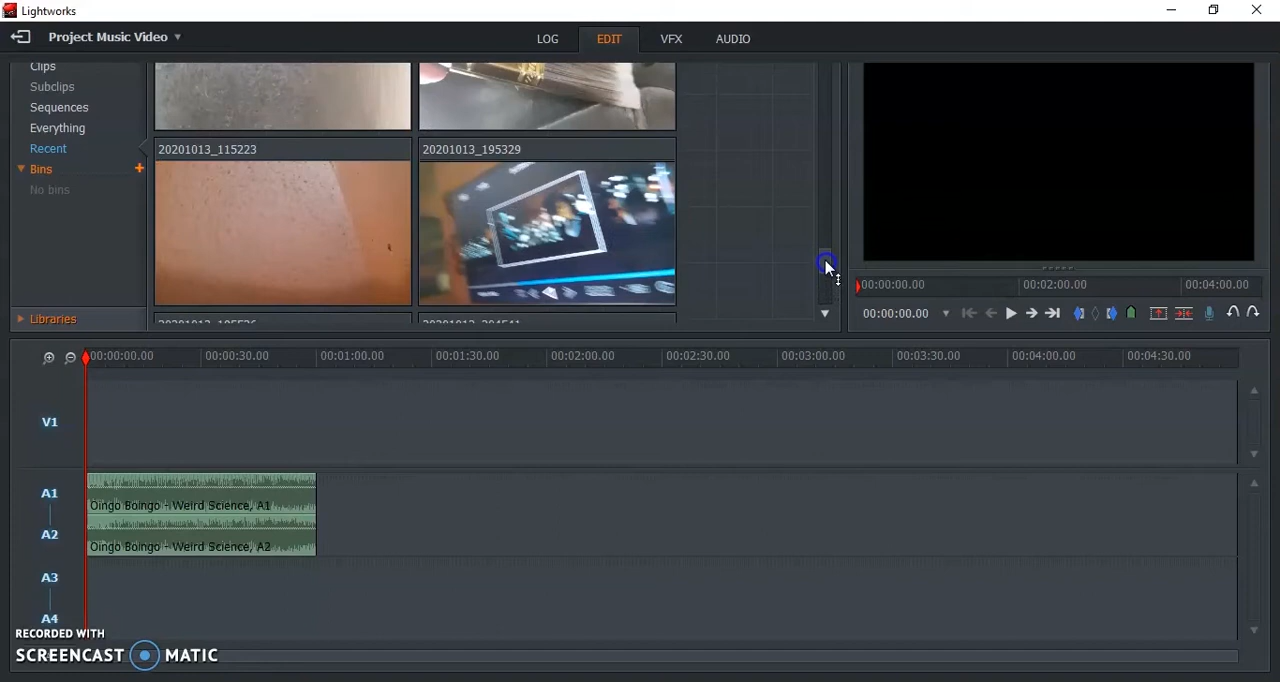 Lightworks
Project Music Video
LOG
EDIT
VFX
AUDIO
Clips
Subclips
Sequences
Everything
Recent
Bins
No bins
Libraries
20201013_115223
20201013_195329
00:00:00.00
00:02:00.00
00:04:00.00
00:00:00.00
00:00:00.00
00:00:30.00
00:01:00.00
00:01:30.00
00:02:00.00
00:02:30.00
00:03:00.00
00:03:30.00
00:04:00.00
00:04:30.00
V1
A1
Oingo Boingo - Weird Science, A1
A2
Oingo Boingo - Weird Science, A2
A3
A4
RECORDED WITH
SCREENCAST MATIC